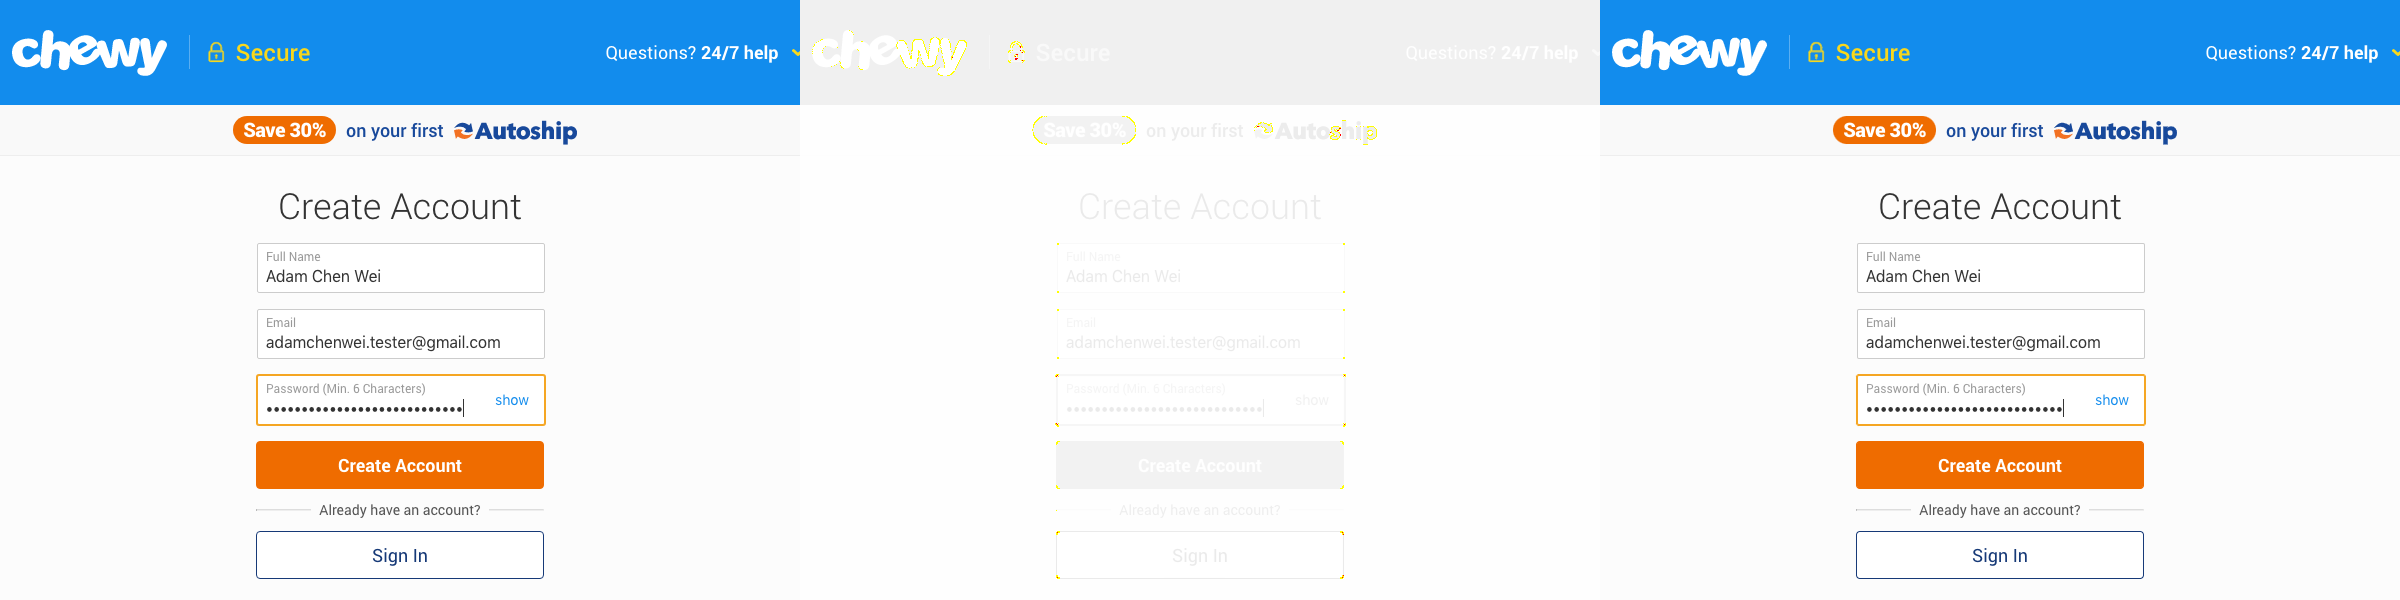 chewy Secure Questions? 24/7 help
Save 30% on your first Autoship
Create Account
Full Name
Adam Chen Wei
Email
adamchenwei.tester@gmail.com
Password (Min. 6 Characters)
•••••••••••••••••••••••••••• show
Create Account
Already have an account?
Sign In
chewy Secure Questions? 24/7 help
Save 30% on your first Autoship
Create Account
Full Name
Adam Chen Wei
Email
adamchenwei.tester@gmail.com
Password (Min. 6 Characters)
•••••••••••••••••••••••••••• show
Create Account
Already have an account?
Sign In
chewy Secure Questions? 24/7 help
Save 30% on your first Autoship
Create Account
Full Name
Adam Chen Wei
Email
adamchenwei.tester@gmail.com
Password (Min. 6 Characters)
•••••••••••••••••••••••••••• show
Create Account
Already have an account?
Sign In